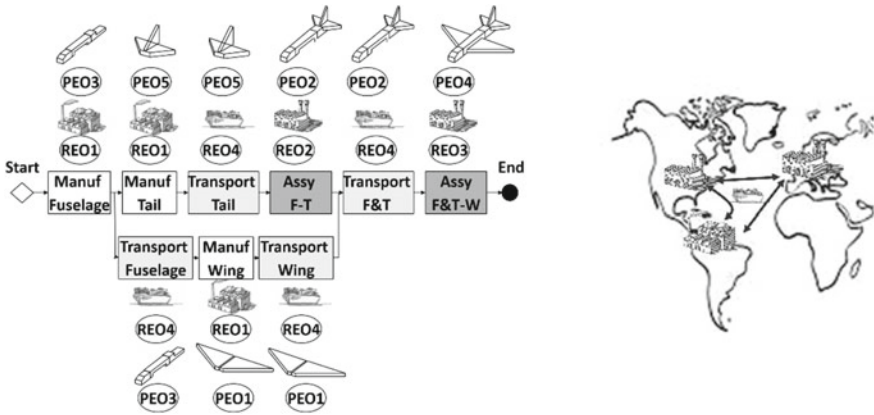 PEO3 PEO5 PEO5 PEO2 PEO2 PEO4
REO1 REO1 REO4 REO2 REO4 REO3
Start
End
Manuf
Fuselage
Manuf
Tail
Transport
Tail
Assy
F-T
Transport
F&T
Assy
F&T-W
Transport
Fuselage
Manuf
Wing
Transport
Wing
REO4 REO1 REO4
PEO3 PEO1 PEO1